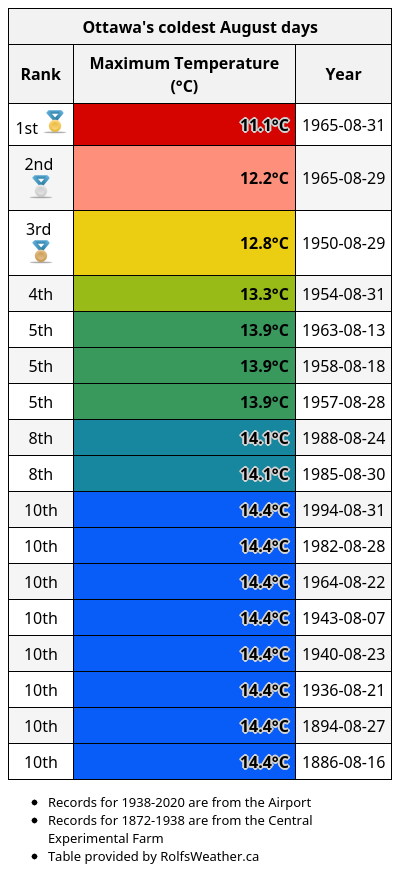 Ottawa's coldest August days
Rank Maximum Temperature (°C) Year
1st 11.1°C 1965-08-31
2nd 12.2°C 1965-08-29
3rd 12.8°C 1950-08-29
4th 13.3°C 1954-08-31
5th 13.9°C 1963-08-13
5th 13.9°C 1958-08-18
5th 13.9°C 1957-08-28
8th 14.1°C 1988-08-24
8th 14.1°C 1985-08-30
10th 14.4°C 1994-08-31
10th 14.4°C 1982-08-28
10th 14.4°C 1964-08-22
10th 14.4°C 1943-08-07
10th 14.4°C 1940-08-23
10th 14.4°C 1936-08-21
10th 14.4°C 1894-08-27
10th 14.4°C 1886-08-16
• Records for 1938-2020 are from the Airport
• Records for 1872-1938 are from the Central
Experimental Farm
• Table provided by RolfsWeather.ca